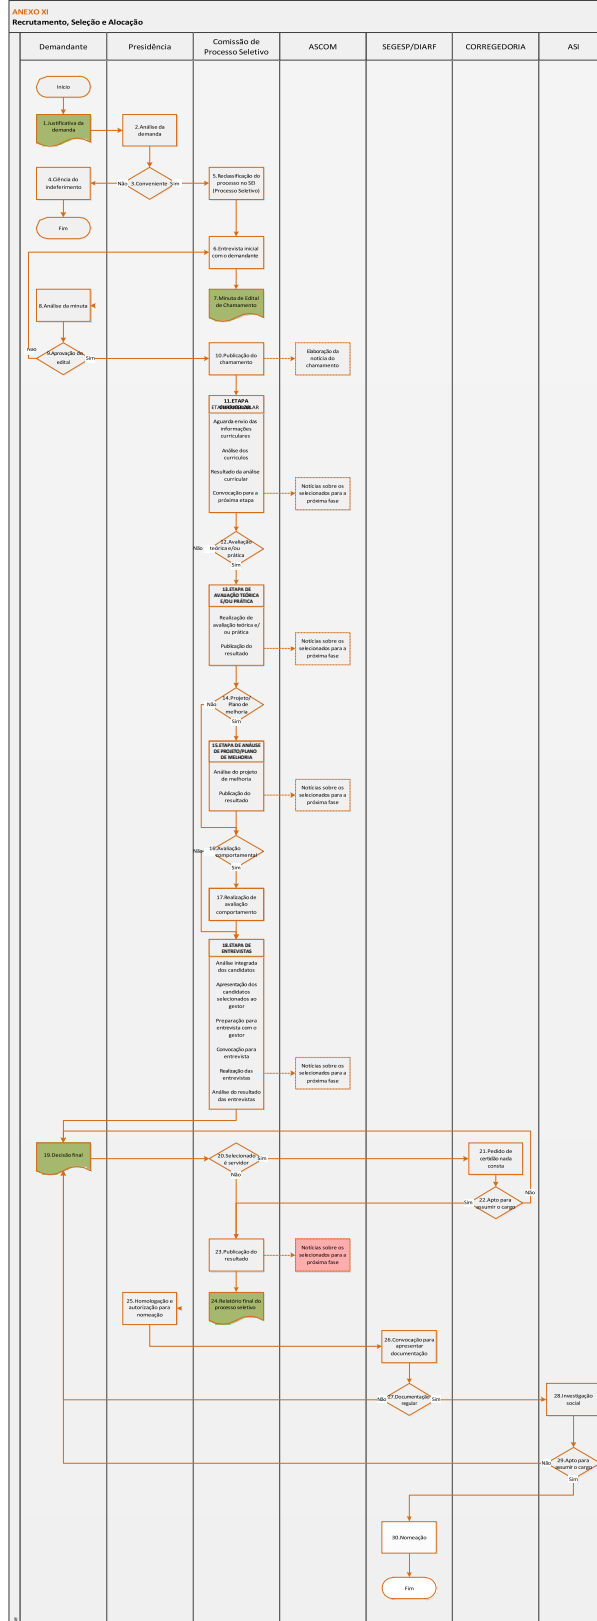 ANEXO XI
Recrutamento, Seleção e Alocação
Demandante
Presidência
Comissão de
Processo Seletivo
ASCOM
SEGESP/DIARF
CORREGEDORIA
ASI
Início
1.Justificativa da
demanda
2.Análise da
demanda
4.Ciência do
indeferimento
Não
3.Conveniente
Sim
5.Reclassificação do
processo no SEI
(Processo Seletivo)
Fim
6.Entrevista inicial
com o demandante
7.Minuta de Edital
de Chamamento
8.Análise da minuta
Não
9.Aprovação do
edital
Sim
10.Publicação do
chamamento
Elaboração da
notícia do
chamamento
11.ETAPA
CURRICULAR
Aguarda envio das
informações
curriculares
Análise dos
currículos
Resultado da análise
curricular
Convocação para a
próxima etapa
Notícias sobre os
selecionados para a
próxima fase
Não
12.Avaliação
teórica e/ou
prática
Sim
13.ETAPA DE
AVALIAÇÃO TEÓRICA
E/OU PRÁTICA
Realização de
avaliação teórica e/
ou prática
Publicação do
resultado
Notícias sobre os
selecionados para a
próxima fase
Não
14.Projeto/
Plano de
melhoria
Sim
15.ETAPA DE ANÁLISE
DE PROJETO/PLANO
DE MELHORIA
Análise do projeto
de melhoria
Publicação do
resultado
Notícias sobre os
selecionados para a
próxima fase
Não
16.Avaliação
comportamental
Sim
17.Realização de
avaliação
comportamento
18.ETAPA DE
ENTREVISTAS
Análise integrada
dos candidatos
Apresentação dos
candidatos
selecionados ao
gestor
Preparação para
entrevista com o
gestor
Convocação para
entrevista
Realização das
entrevistas
Análise do resultado
das entrevistas
Notícias sobre os
selecionados para a
próxima fase
19.Decisão final
20.Selecionado
é servidor
Sim
Não
21.Pedido de
certidão nada
consta
Não
Sim
22.Apto para
assumir o cargo
23.Publicação do
resultado
Notícias sobre os
selecionados para a
próxima fase
25.Homologação e
autorização para
nomeação
24.Relatório final do
processo seletivo
26.Convocação para
apresentar
documentação
Não
27.Documentação
regular
Sim
28.Investigação
social
Não
29.Apto para
assumir o cargo
Sim
30.Nomeação
Fim